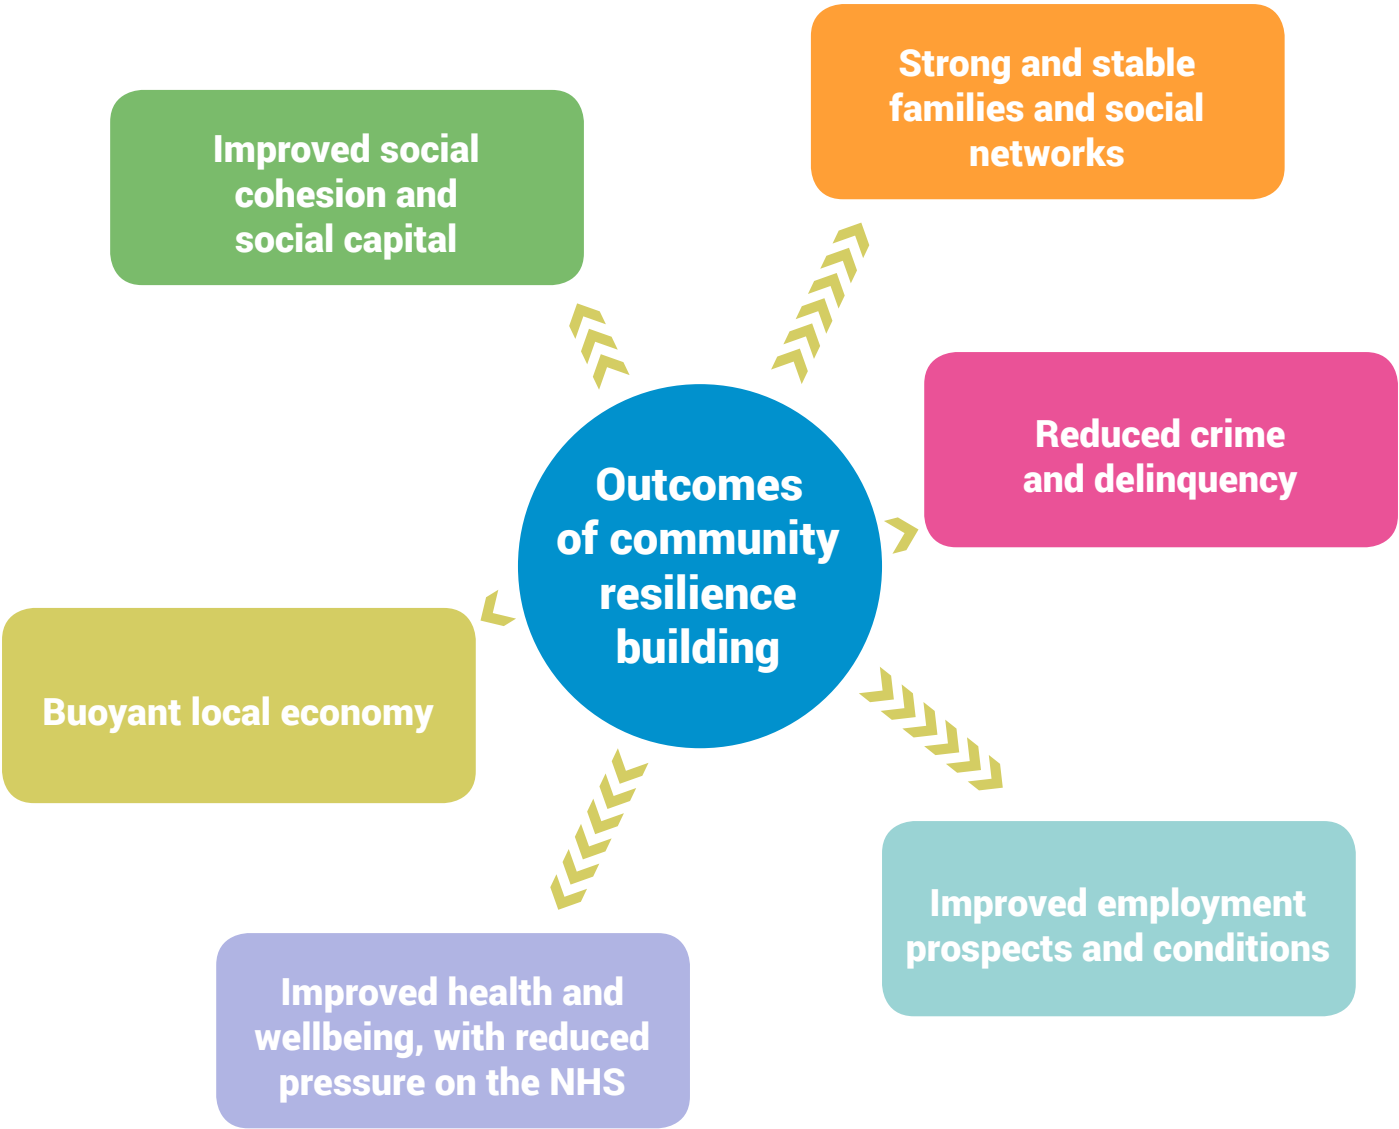 Strong and stable
families and social
networks
Improved social
cohesion and
social capital
Reduced crime
and delinquency
Outcomes
of community
resilience
building
Buoyant local economy
Improved employment
prospects and conditions
Improved health and
wellbeing, with reduced
pressure on the NHS